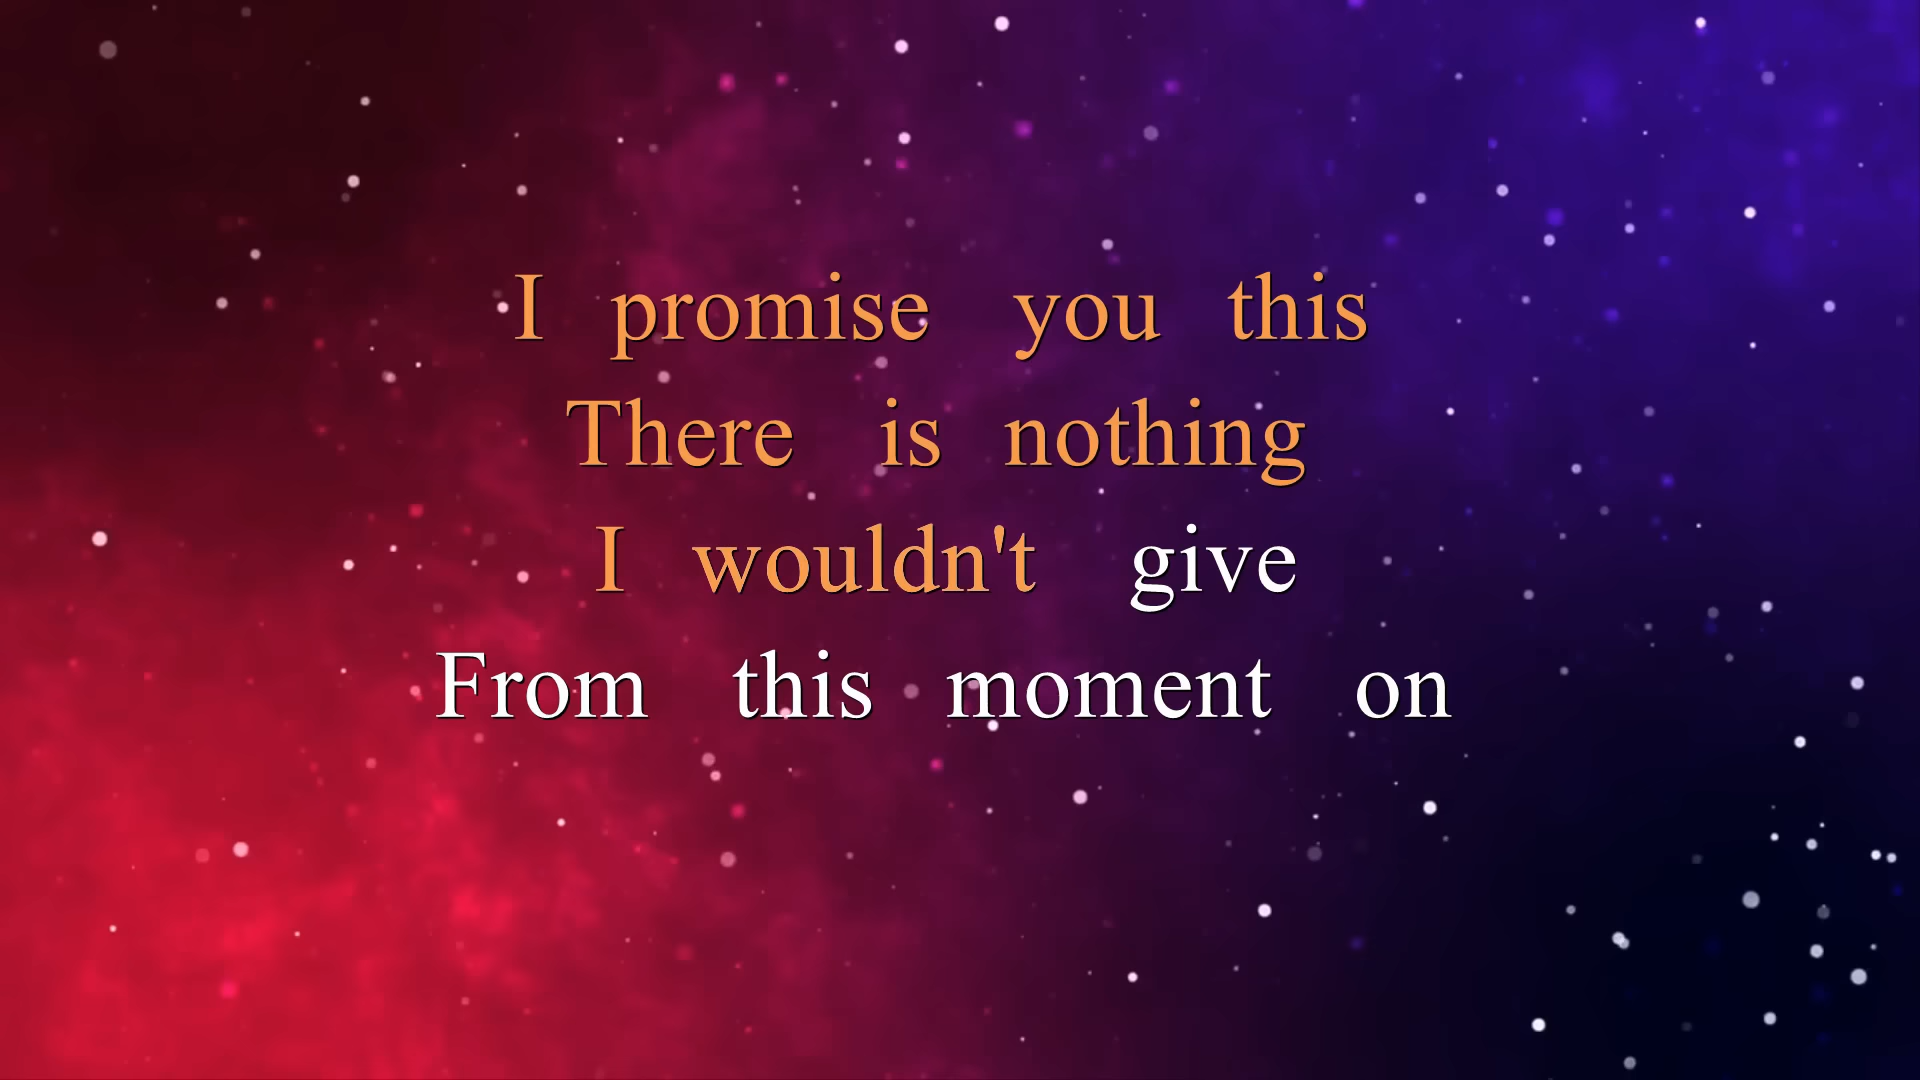 I promise you this
There is nothing
I wouldn't give
From this moment on